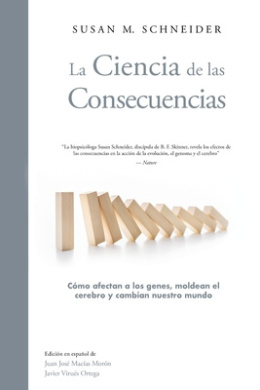 SUSAN M. SCHNEIDER
La Ciencia de las
Consecuencias
"La biopsicóloga Susan Schneider, discípula de B. F. Skinner, revela los efectos de
las consecuencias en la acción de la evolución, el genoma y el cerebro"
— Nature
Cómo afectan a los genes, moldean el
cerebro y cambian nuestro mundo
Edición en español de
Juan José Macías Morón
Javier Virués Ortega